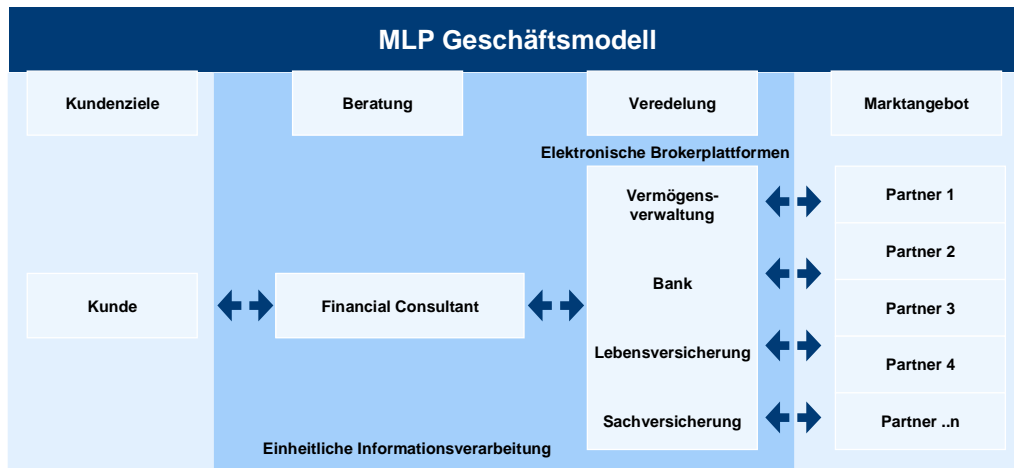 MLP Geschäftsmodell
Kundenziele
Beratung
Veredelung
Marktangebot
Elektronische Brokerplattformen
Vermögens-
verwaltung
Partner 1
Partner 2
Kunde
Financial Consultant
Bank
Partner 3
Lebensversicherung
Partner 4
Sachversicherung
Partner ..n
Einheitliche Informationsverarbeitung